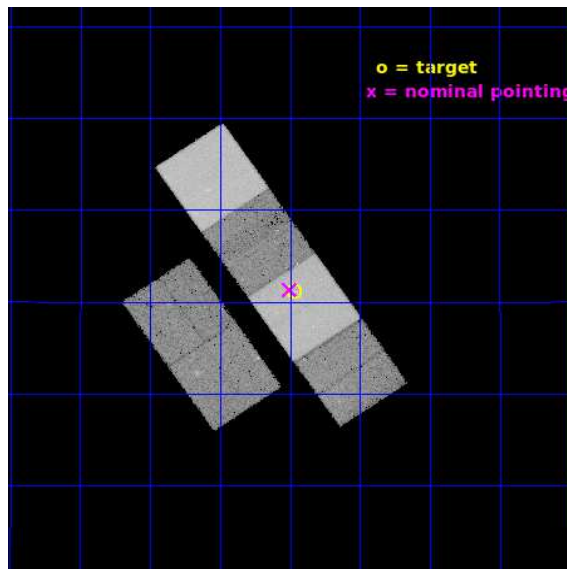 o = target
x = nominal pointing